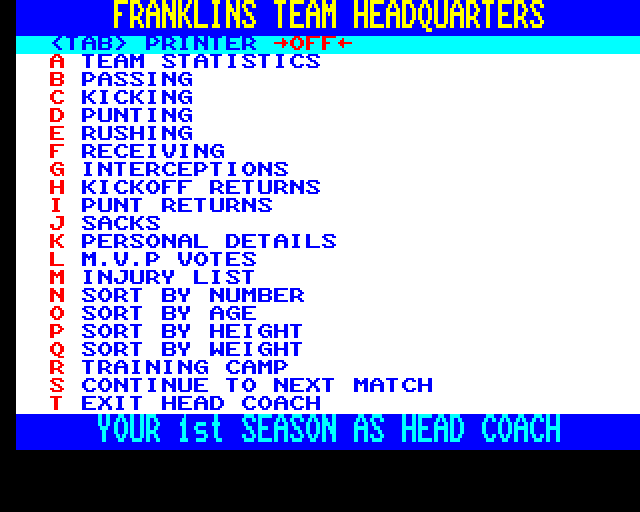 FRANKLINS TEAM HEADQUARTERS
<TAB> PRINTER →OFF←
A TEAM STATISTICS
B PASSING
C KICKING
D PUNTING
E RUSHING
F RECEIVING
G INTERCEPTIONS
H KICKOFF RETURNS
I PUNT RETURNS
J SACKS
K PERSONAL DETAILS
L M.V.P VOTES
M INJURY LIST
N SORT BY NUMBER
O SORT BY AGE
P SORT BY HEIGHT
Q SORT BY WEIGHT
R TRAINING CAMP
S CONTINUE TO NEXT MATCH
T EXIT HEAD COACH
YOUR 1st SEASON AS HEAD COACH